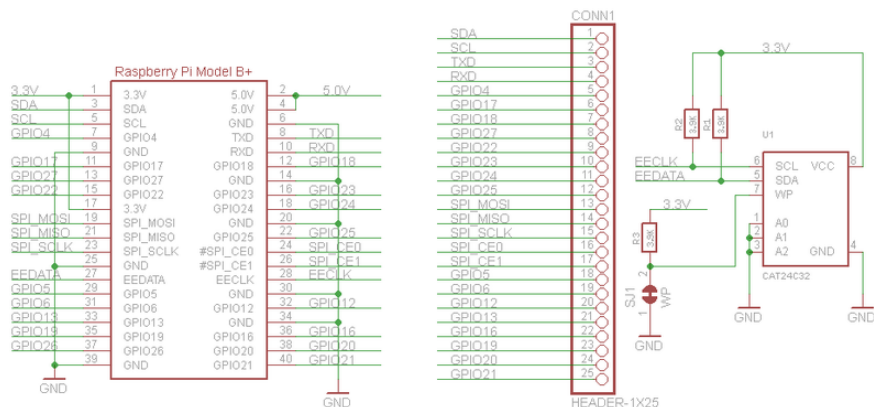 CONN1
Raspberry Pi Model B+
3.3V 1 3.3V 5.0V 2 5.0V
SDA 3 SDA 5.0V 4
SCL 5 SCL GND 6
GPIO4 7 GPIO4 TXD 8 TXD
9 GND RXD 10 RXD
GPIO17 11 GPIO17 GPIO18 12 GPIO18
GPIO27 13 GPIO27 GND 14
GPIO22 15 GPIO22 GPIO23 16 GPIO23
17 3.3V GPIO24 18 GPIO24
SPI_MOSI 19 SPI_MOSI GND 20
SPI_MISO 21 SPI_MISO GPIO25 22 GPIO25
SPI_SCLK 23 SPI_SCLK #SPI_CE0 24 SPI_CE0
25 GND #SPI_CE1 26 SPI_CE1
EEDATA 27 EEDATA EECLK 28 EECLK
GPIO5 29 GPIO5 GND 30
GPIO6 31 GPIO6 GPIO12 32 GPIO12
GPIO13 33 GPIO13 GND 34
GPIO19 35 GPIO19 GPIO16 36 GPIO16
GPIO26 37 GPIO26 GPIO20 38 GPIO20
39 GND GPIO21 40 GPIO21
GND
GND
SDA 1
SCL 2
TXD 3
RXD 4
GPIO4 5
GPIO17 6
GPIO18 7
GPIO27 8
GPIO22 9
GPIO23 10
GPIO24 11
GPIO25 12
SPI_MOSI 13
SPI_MISO 14
SPI_SCLK 15
SPI_CE0 16
SPI_CE1 17
GPIO5 18
GPIO6 19
GPIO12 20
GPIO13 21
GPIO16 22
GPIO19 23
GPIO20 24
GPIO21 25
HEADER-1X25
3.3V
R2 3.9K R1 3.9K
U1
EECLK 6 SCL VCC 8
EEDATA 5 SDA
7 WP
3.3V
R3 3.9K
1 A0
2 A1
3 A2 GND 4
CAT24C32
2
SJ1 WP
1
GND
GND
GND